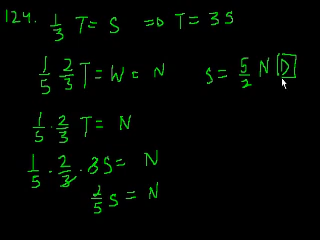 124. 1/3 T = S => T = 3S
1/5 2/3 T = W = N S = 5/2 N D
1/5 · 2/3 T = N
1/5 · 2/3 · 3S = N
2/5 S = N